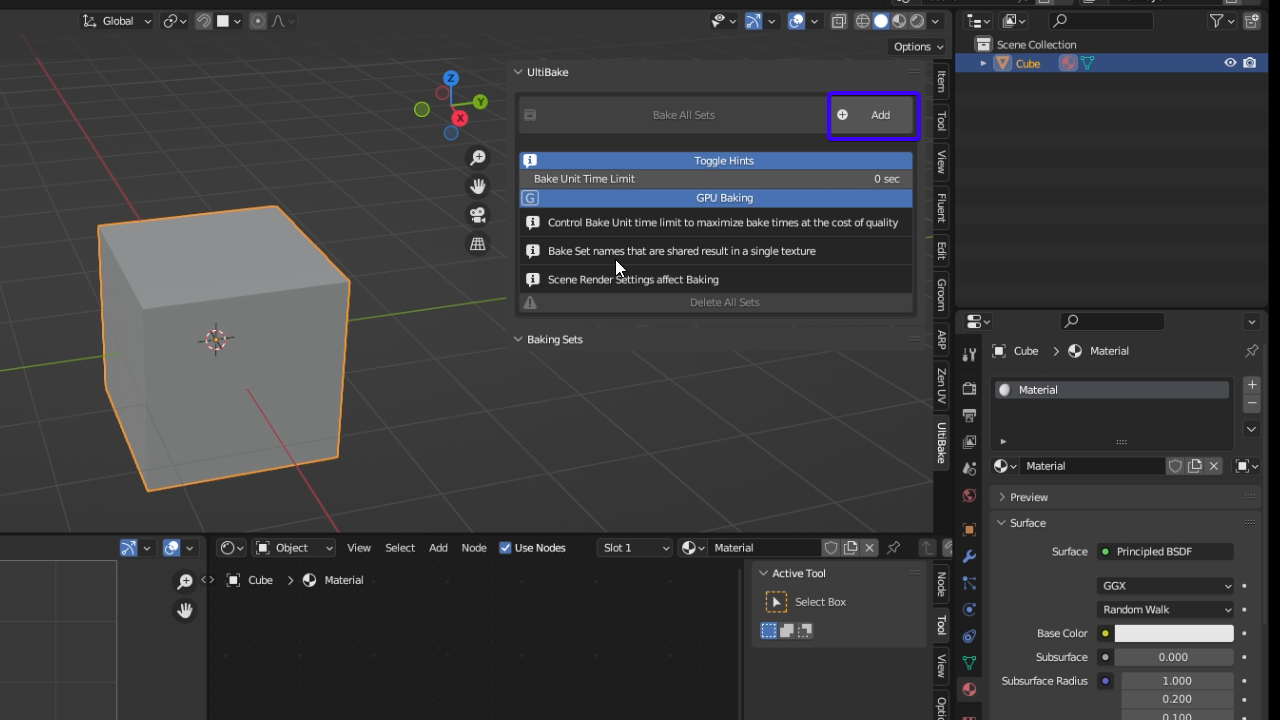 Global
Options
UltiBake
Bake All Sets
Add
Toggle Hints
Bake Unit Time Limit 0 sec
G GPU Baking
Control Bake Unit time limit to maximize bake times at the cost of quality
Bake Set names that are shared result in a single texture
Scene Render Settings affect Baking
Delete All Sets
Baking Sets
Z
Y
X
Item
Tool
View
Fluent
Edit
Groom
ARP
Zen UV
UltiBake
Scene Collection
Cube
Cube Material
Material
Material
Preview
Surface
Surface Principled BSDF
GGX
Random Walk
Base Color
Subsurface 0.000
Subsurface Radius 1.000
0.200
0.100
Object View Select Add Node Use Nodes Slot 1 Material
Cube Material
Active Tool
Select Box
Node
Tool
View